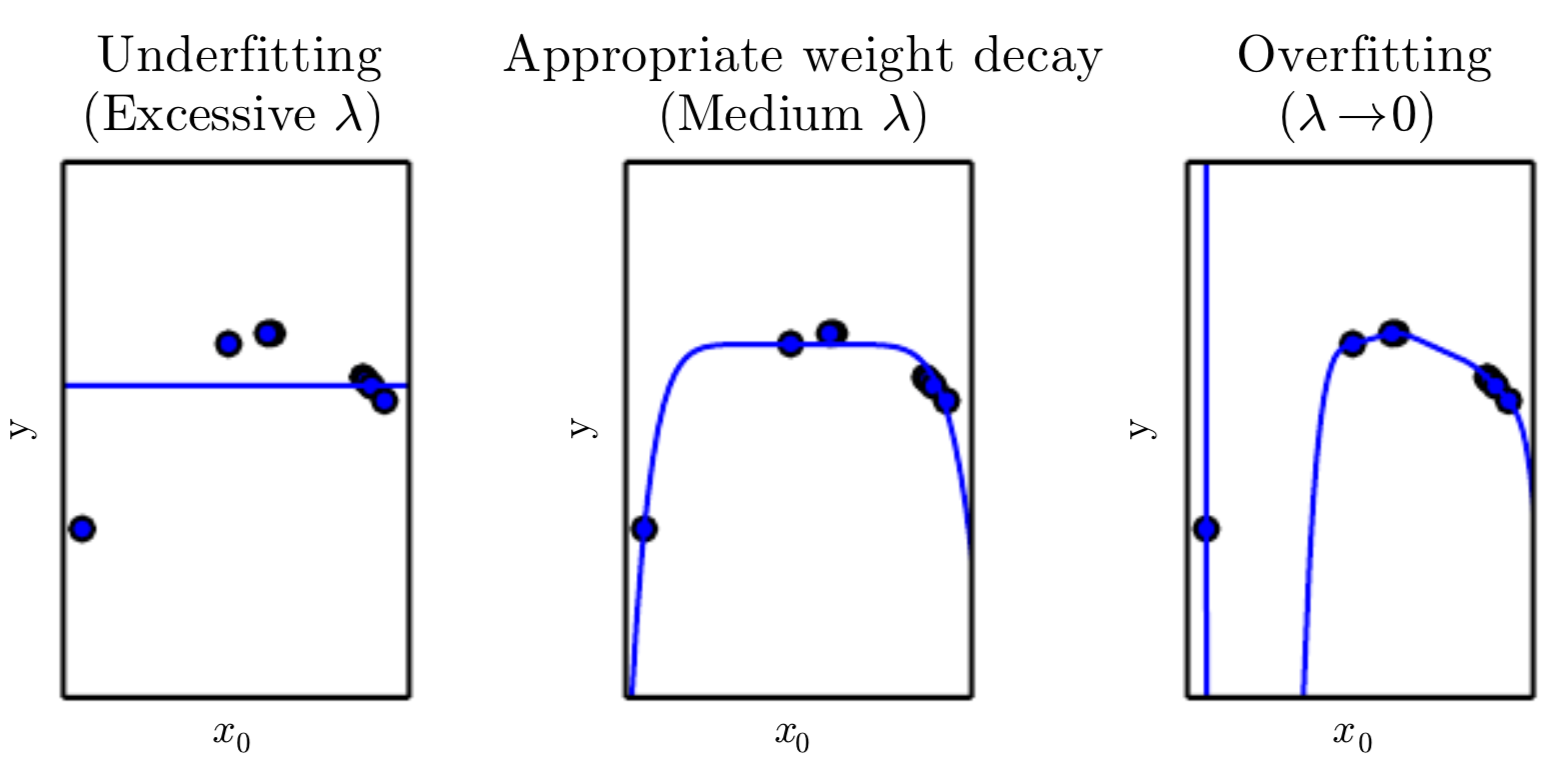 Underfitting
(Excessive λ)
Appropriate weight decay
(Medium λ)
Overfitting
(λ→0)
y
x₀
y
x₀
y
x₀